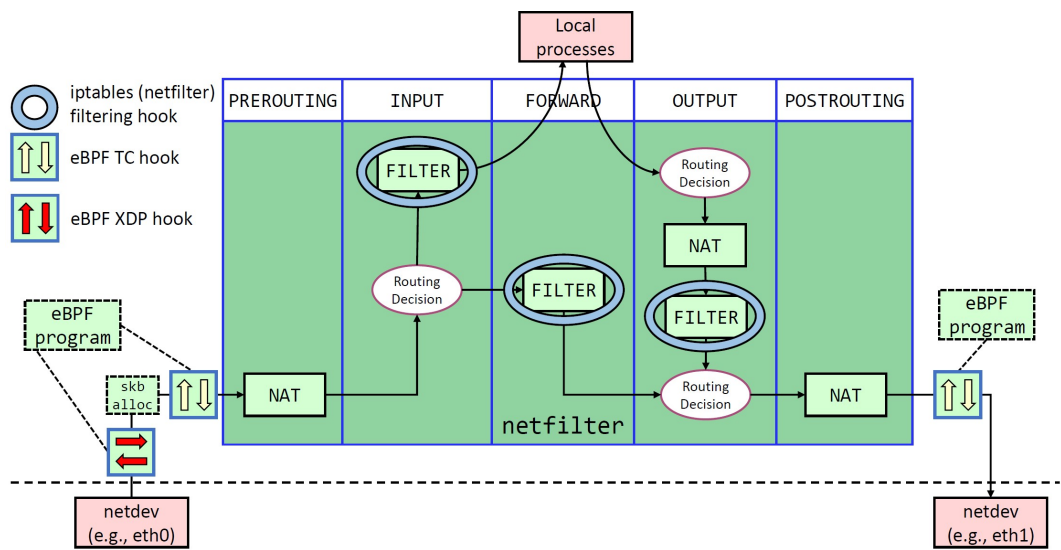 Local
processes
iptables (netfilter)
filtering hook
eBPF TC hook
eBPF XDP hook
PREROUTING
INPUT
FORWARD
OUTPUT
POSTROUTING
FILTER
Routing
Decision
NAT
Routing
Decision
FILTER
FILTER
eBPF
program
eBPF
program
skb
alloc
NAT
Routing
Decision
NAT
netfilter
netdev
(e.g., eth0)
netdev
(e.g., eth1)